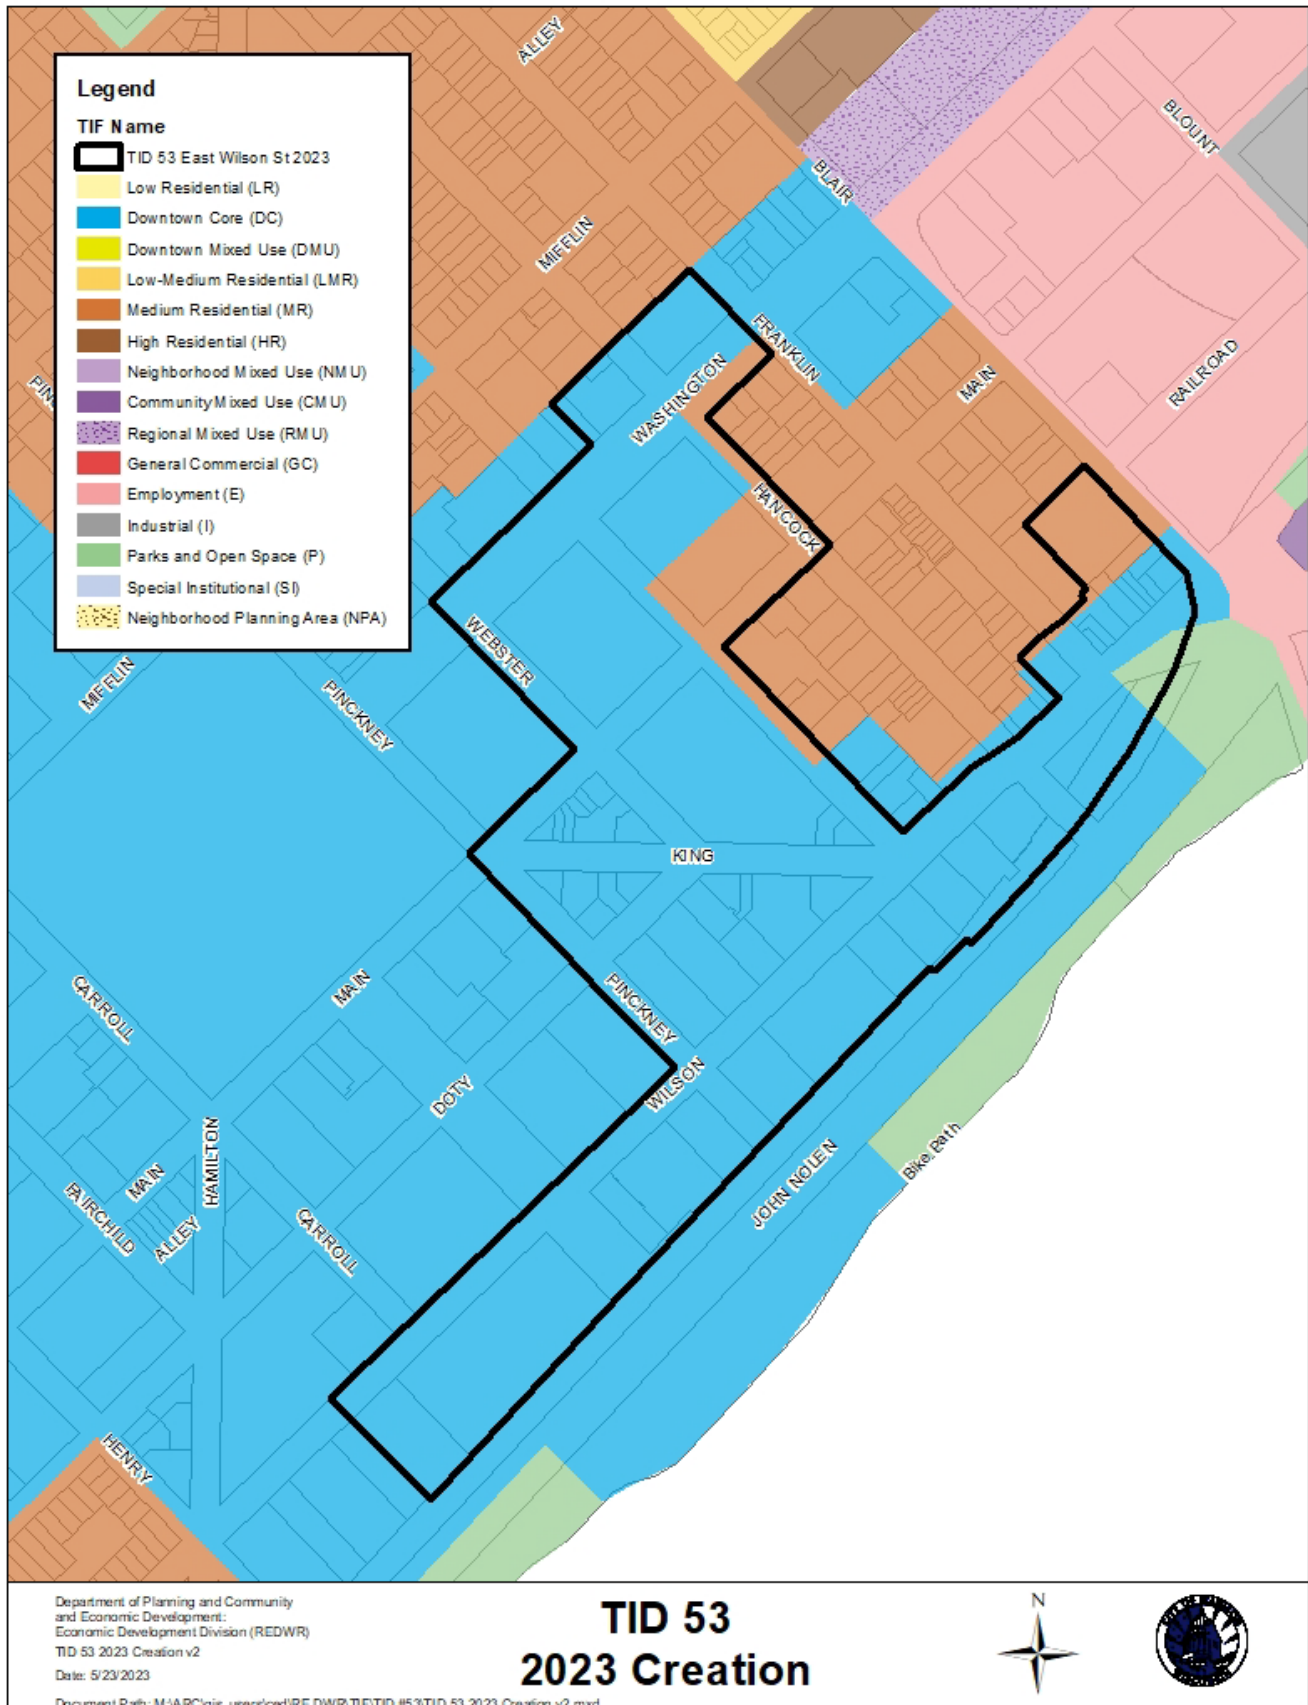 Legend
TIF Name
TID 53 East Wilson St 2023
Low Residential (LR)
Downtown Core (DC)
Downtown Mixed Use (DMU)
Low-Medium Residential (LMR)
Medium Residential (MR)
High Residential (HR)
Neighborhood Mixed Use (NMU)
Community Mixed Use (CMU)
Regional Mixed Use (RMU)
General Commercial (GC)
Employment (E)
Industrial (I)
Parks and Open Space (P)
Special Institutional (SI)
Neighborhood Planning Area (NPA)
ALLEY
BLOUNT
BLAIR
MIFFLIN
FRANKLIN
RAILROAD
MAIN
WASHINGTON
HANCOCK
WEBSTER
MIFFLIN
PINCKNEY
KING
CARROLL
MAIN
PINCKNEY
WILSON
DOTY
HAMILTON
MAIN
FAIRCHILD
ALLEY
CARROLL
JOHN NOLEN
Bike Path
HENRY
Department of Planning and Community
and Economic Development:
Economic Development Division (REDWR)
TID 53 2023 Creation v2
Date: 5/23/2023
TID 53
2023 Creation
N